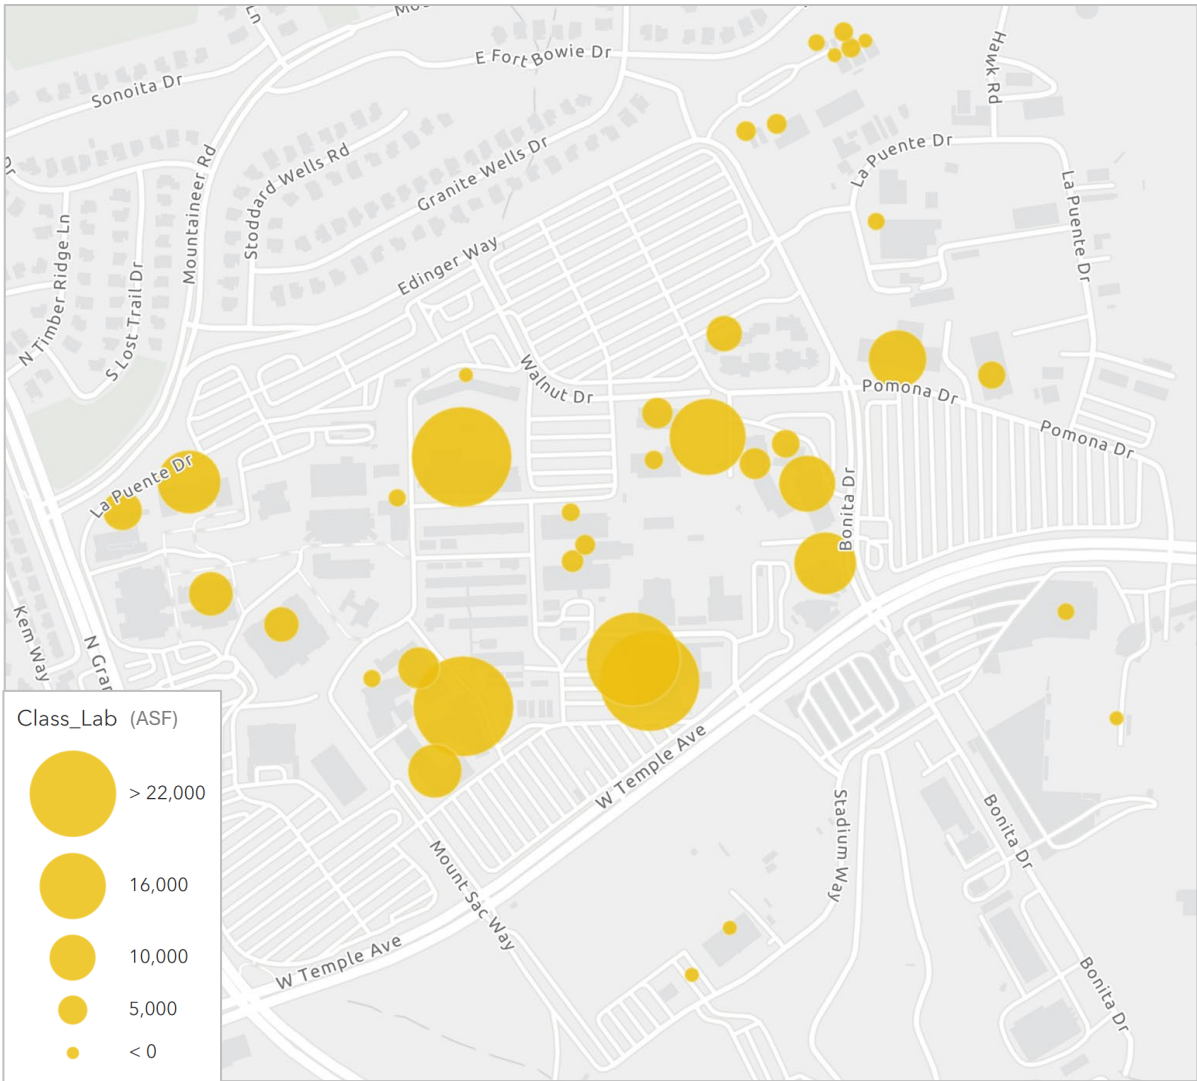 Ln
E Fort Bowie Dr
Hawk Rd
Sonoita Dr
Mountaineer Rd
Stoddard Wells Rd
Granite Wells Dr
La Puente Dr
La Puente Dr
N Timber Ridge Ln
S Lost Trail Dr
Edinger Way
Walnut Dr
Pomona Dr
Pomona Dr
La Puente Dr
Bonita Dr
Kem Way
N Gra
W Temple Ave
Stadium Way
Bonita Dr
Mount Sac Way
W Temple Ave
Bonita Dr
Class_Lab (ASF)
> 22,000
16,000
10,000
5,000
< 0